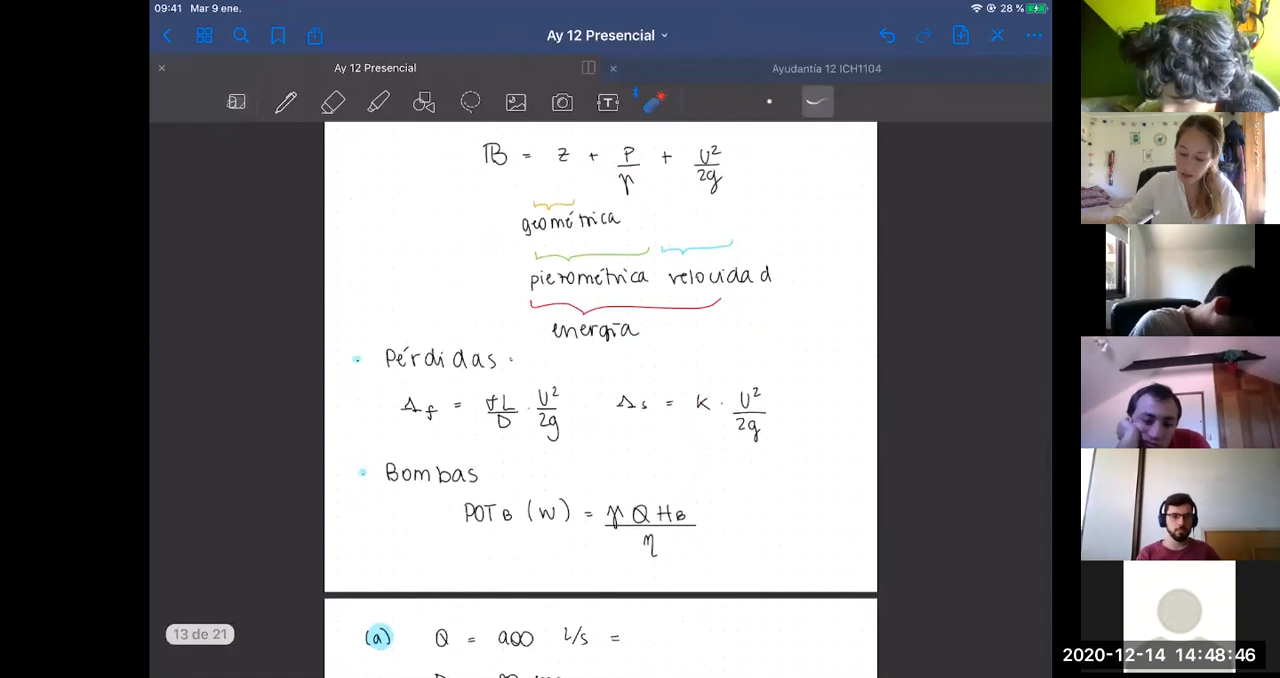 09:41 Mar 9 ene.
28 %
Ay 12 Presencial
Ay 12 Presencial
Ayudantía 12 ICH1104
B = z + P/γ + U²/2g
geométrica
piezométrica velocidad
energía
• Pérdidas
Δf = fL/D · U²/2g Δs = K · U²/2g
• Bombas
POT B (W) = γ Q HB / η
13 de 21
(a) Q = 900 L/s =
2020-12-14 14:48:46